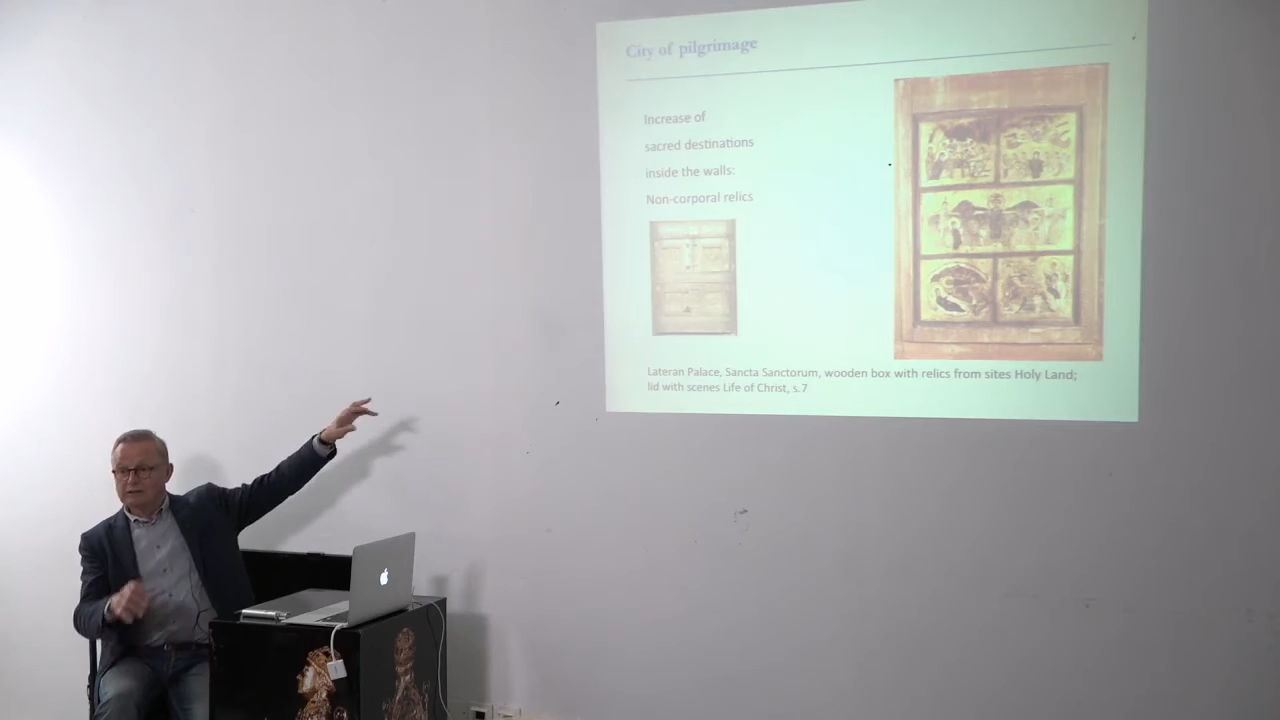 City of pilgrimage
Increase of
sacred destinations
inside the walls:
Non-corporal relics
Lateran Palace, Sancta Sanctorum, wooden box with relics from sites Holy Land;
lid with scenes Life of Christ, s.7